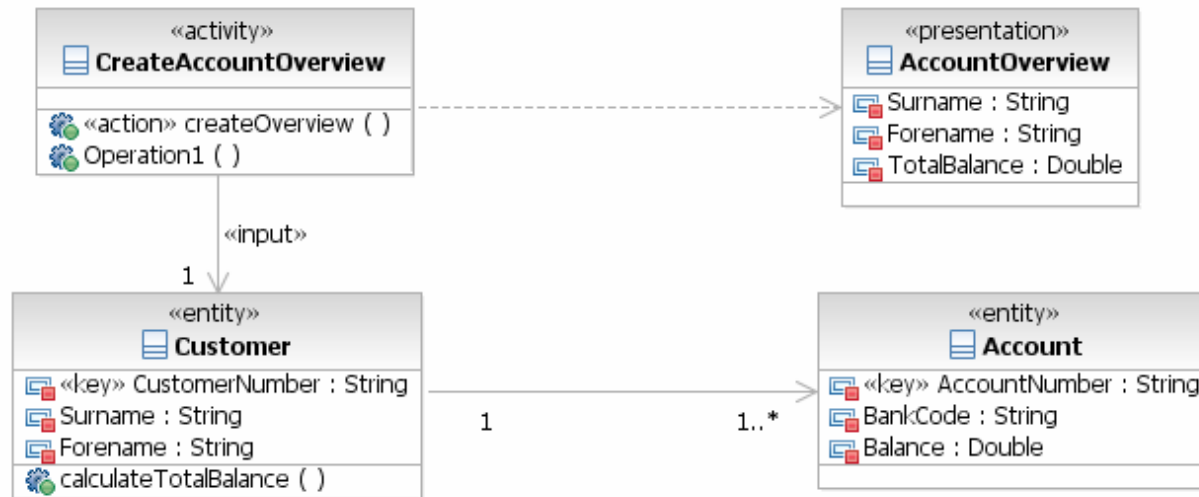 «activity»
CreateAccountOverview
«action» createOverview ( )
Operation1 ( )
«presentation»
AccountOverview
Surname : String
Forename : String
TotalBalance : Double
«input»
1
«entity»
Customer
«key» CustomerNumber : String
Surname : String
Forename : String
calculateTotalBalance ( )
1
1..*
«entity»
Account
«key» AccountNumber : String
BankCode : String
Balance : Double